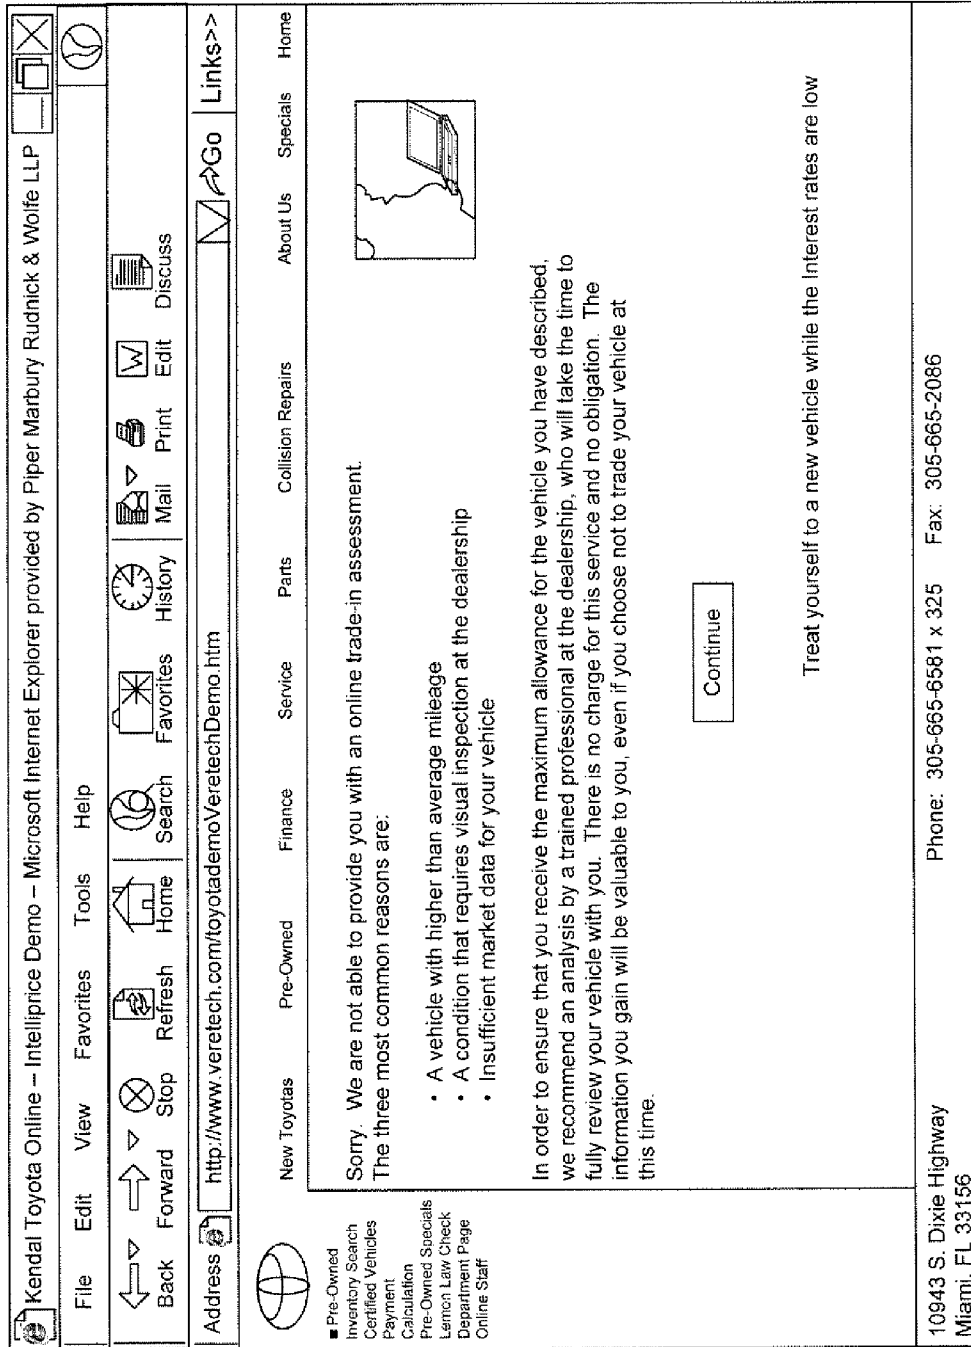 Kendal Toyota Online – Intelliprice Demo – Microsoft Internet Explorer provided by Piper Marbury Rudnick & Wolfe LLP
File Edit View Favorites Tools Help
Back Forward Stop Refresh Home Search Favorites History Mail Print Edit Discuss
Address http://www.veretech.com/toyotademoVeretechDemo.htm Go Links>>
New Toyotas Pre-Owned Finance Service Parts Collision Repairs About Us Specials Home
■ Pre-Owned
Inventory Search
Certified Vehicles
Payment
Calculation
Pre-Owned Specials
Lemon Law Check
Department Page
Online Staff
Sorry. We are not able to provide you with an online trade-in assessment.
The three most common reasons are:
• A vehicle with higher than average mileage
• A condition that requires visual inspection at the dealership
• Insufficient market data for your vehicle
In order to ensure that you receive the maximum allowance for the vehicle you have described,
we recommend an analysis by a trained professional at the dealership, who will take the time to
fully review your vehicle with you. There is no charge for this service and no obligation. The
information you gain will be valuable to you, even if you choose not to trade your vehicle at
this time.
Continue
Treat yourself to a new vehicle while the Interest rates are low
10943 S. Dixie Highway Phone: 305-665-6581 x 325 Fax: 305-665-2086
Miami, FL 33156